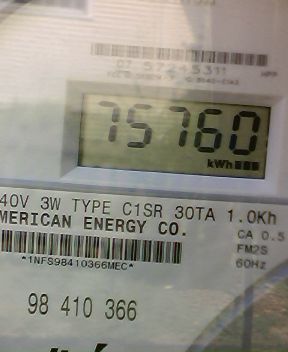 75760
kWh
40V 3W TYPE C1SR 30TA 1.0Kh
MERICAN ENERGY CO.
CA 0.5
FM2S
60Hz
*1NFS98410366MEC*
98 410 366